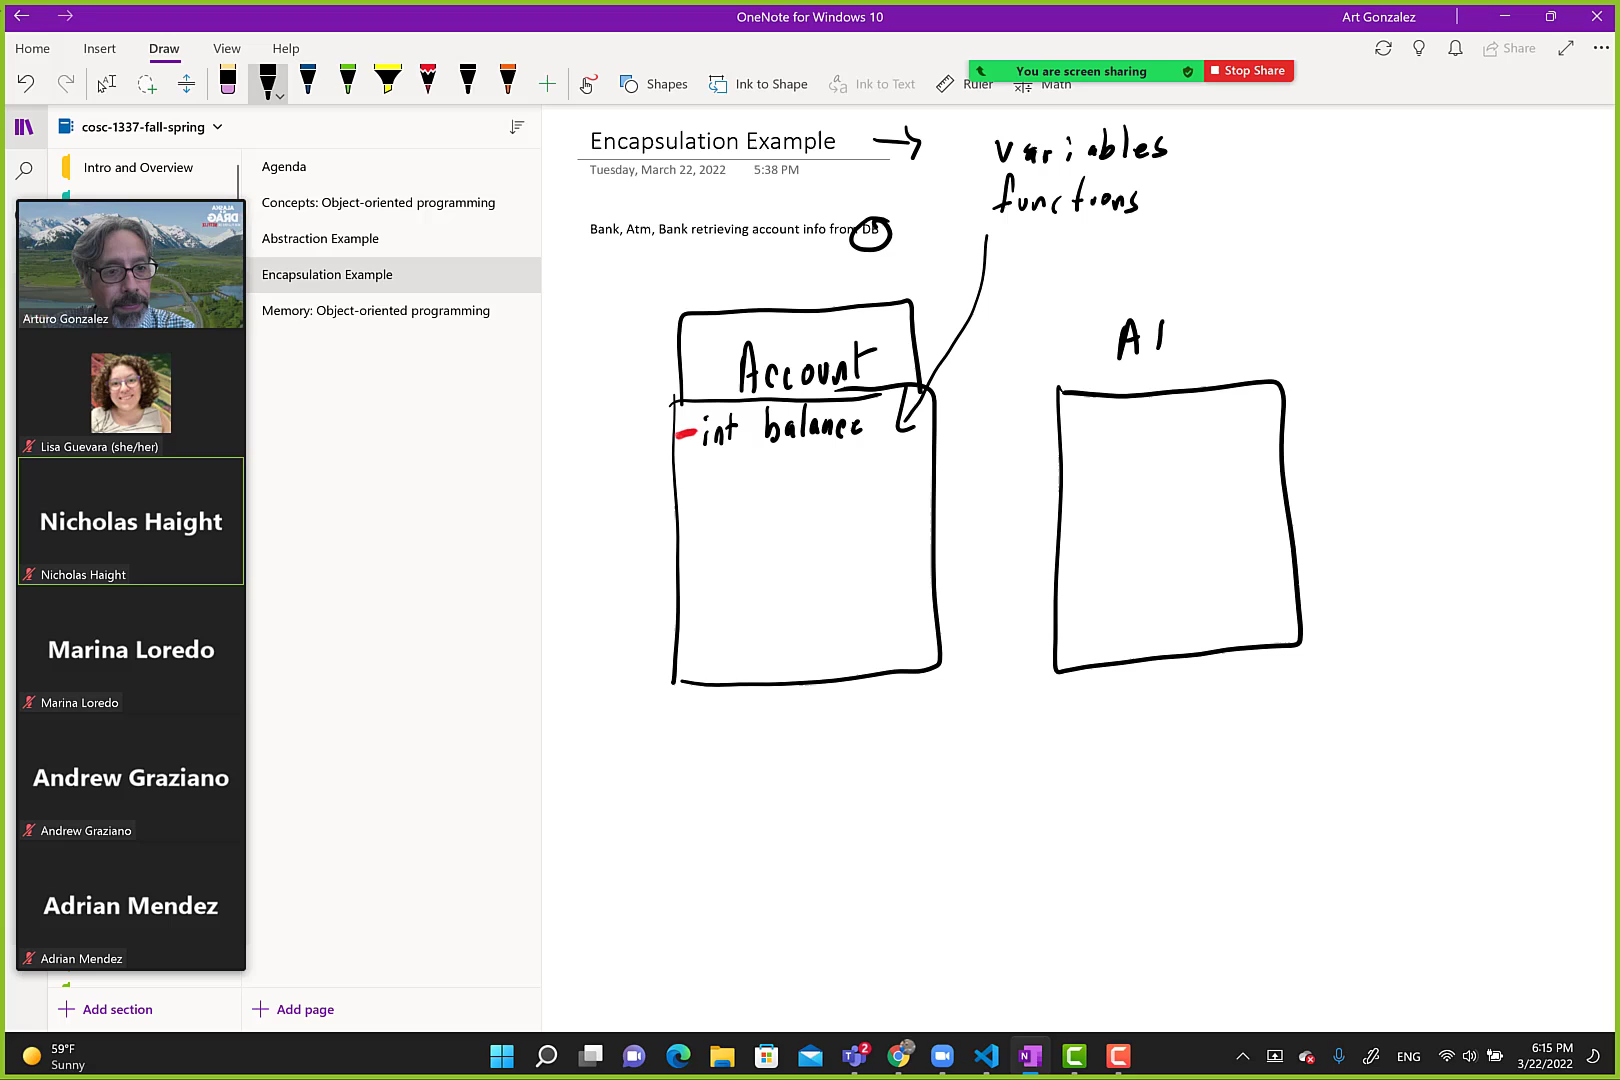 OneNote for Windows 10
Art Gonzalez
Home Insert Draw View Help
Share
Shapes
Ink to Shape
Ink to Text
Ruler
Math
You are screen sharing
Stop Share
cosc-1337-fall-spring
Intro and Overview
Agenda
Concepts: Object-oriented programming
Abstraction Example
Encapsulation Example
Memory: Object-oriented programming
ALASKA
DRAG
Arturo Gonzalez
Lisa Guevara (she/her)
Nicholas Haight
Nicholas Haight
Marina Loredo
Marina Loredo
Andrew Graziano
Andrew Graziano
Adrian Mendez
Adrian Mendez
Add section
Add page
Encapsulation Example
Tuesday, March 22, 2022 5:38 PM
variables
functions
Bank, Atm, Bank retrieving account info from DB
Account
- int balance
A1
59°F
Sunny
2
ENG
6:15 PM
3/22/2022